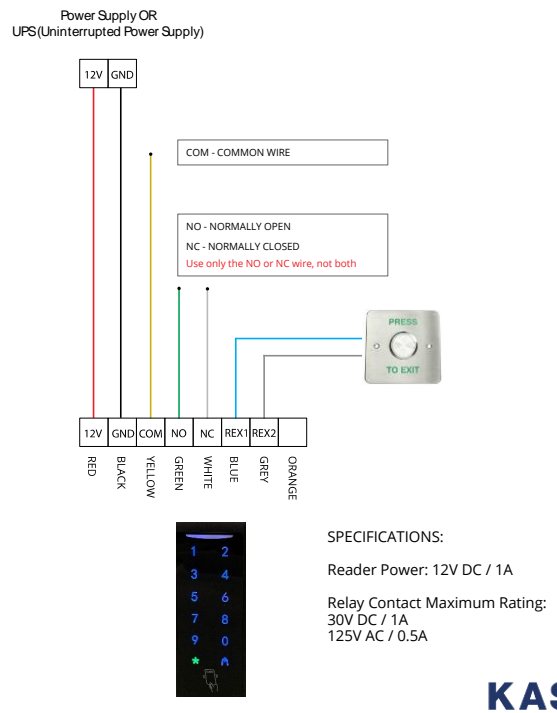 Power Supply OR
UPS(Uninterrupted Power Supply)
12V GND
COM - COMMON WIRE
NO - NORMALLY OPEN
NC - NORMALLY CLOSED
Use only the NO or NC wire, not both
PRESS
TO EXIT
12V GND COM NO NC REX1 REX2
RED BLACK YELLOW GREEN WHITE BLUE GREY ORANGE
1 2
3 4
5 6
7 8
9 0
*
SPECIFICATIONS:
Reader Power: 12V DC / 1A
Relay Contact Maximum Rating:
30V DC / 1A
125V AC / 0.5A
KAS